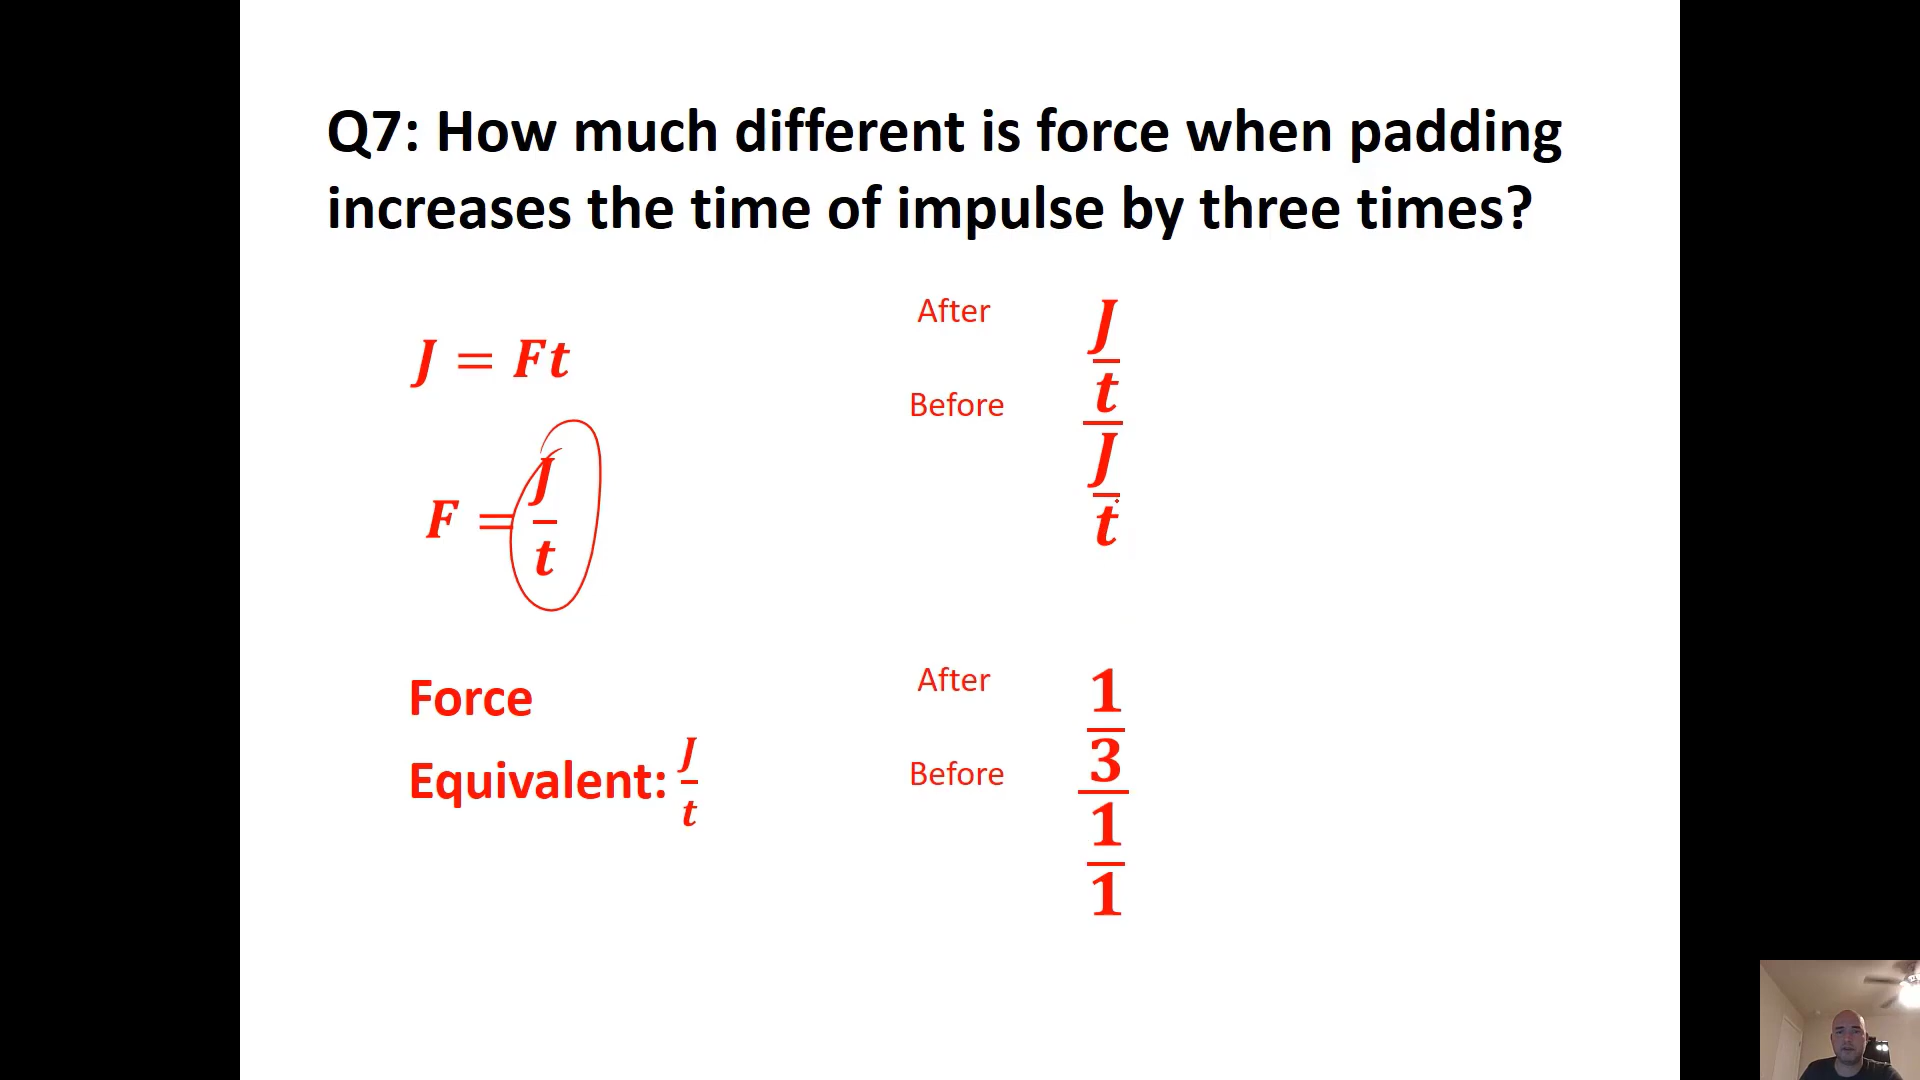 Q7: How much different is force when padding
increases the time of impulse by three times?
J = Ft
F = J/t
Force
Equivalent: J/t
After
J/t
Before
J/t
After
1/3
Before
1/1